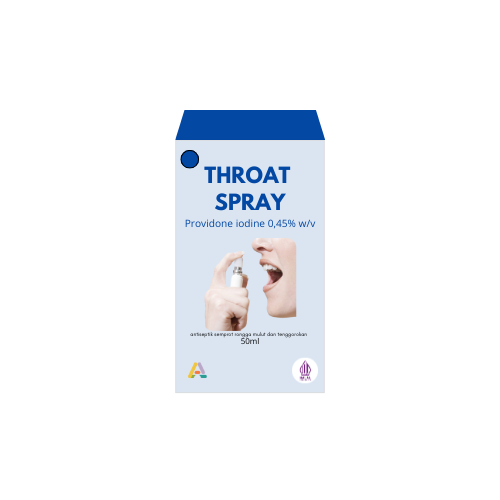 THROAT
SPRAY
Providone iodine 0,45% w/v
antiseptik semprot rongga mulut dan tenggorokan
50ml